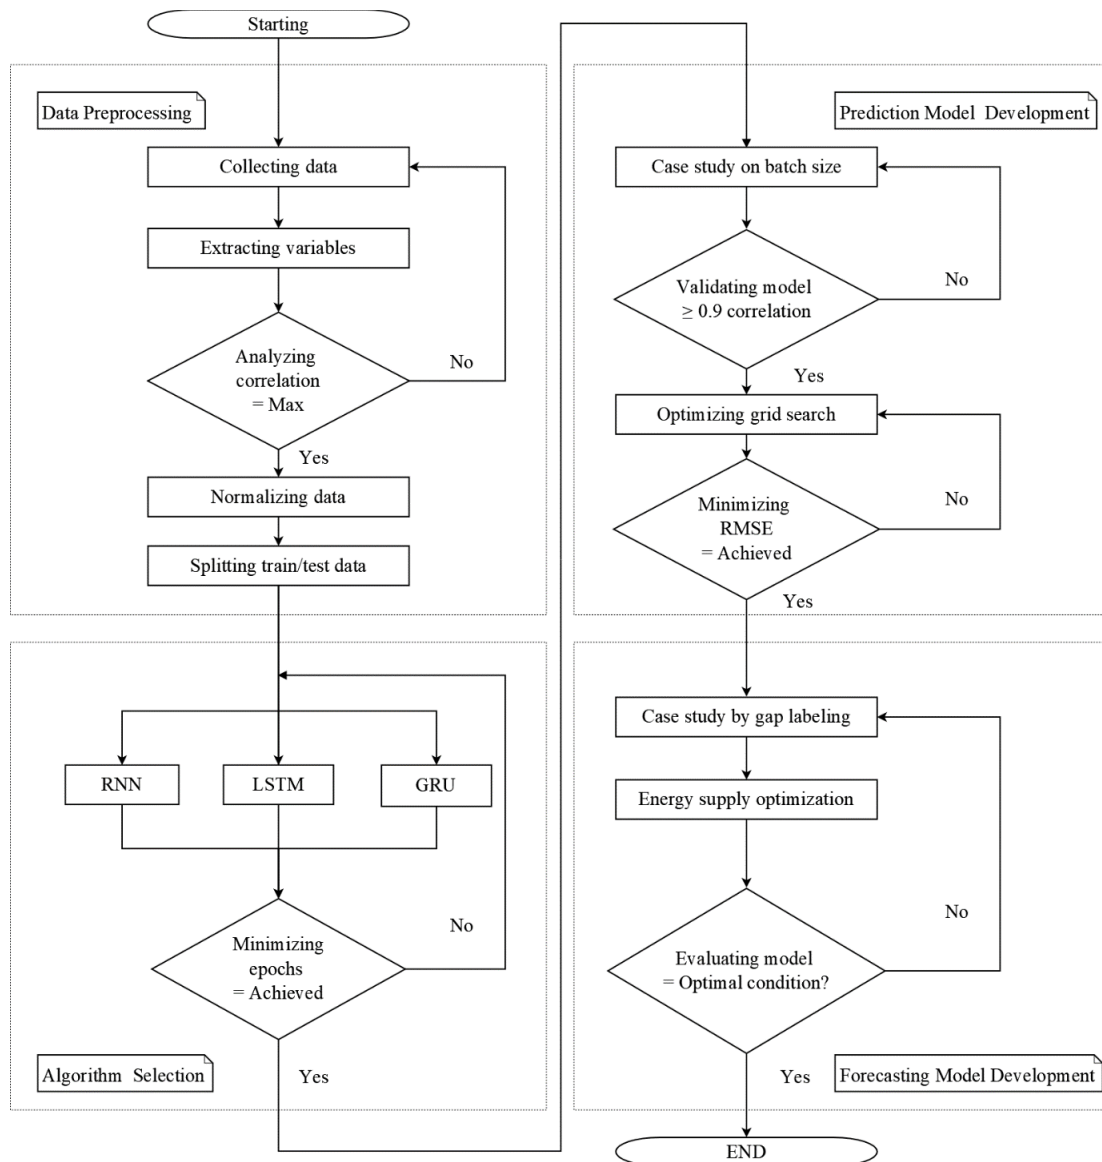 Starting
Data Preprocessing
Collecting data
Extracting variables
Analyzing
correlation
= Max
No
Yes
Normalizing data
Splitting train/test data
RNN
LSTM
GRU
Minimizing
epochs
= Achieved
No
Yes
Algorithm Selection
Prediction Model Development
Case study on batch size
Validating model
≥ 0.9 correlation
No
Yes
Optimizing grid search
Minimizing
RMSE
= Achieved
No
Yes
Case study by gap labeling
Energy supply optimization
Evaluating model
= Optimal condition?
No
Yes
Forecasting Model Development
END